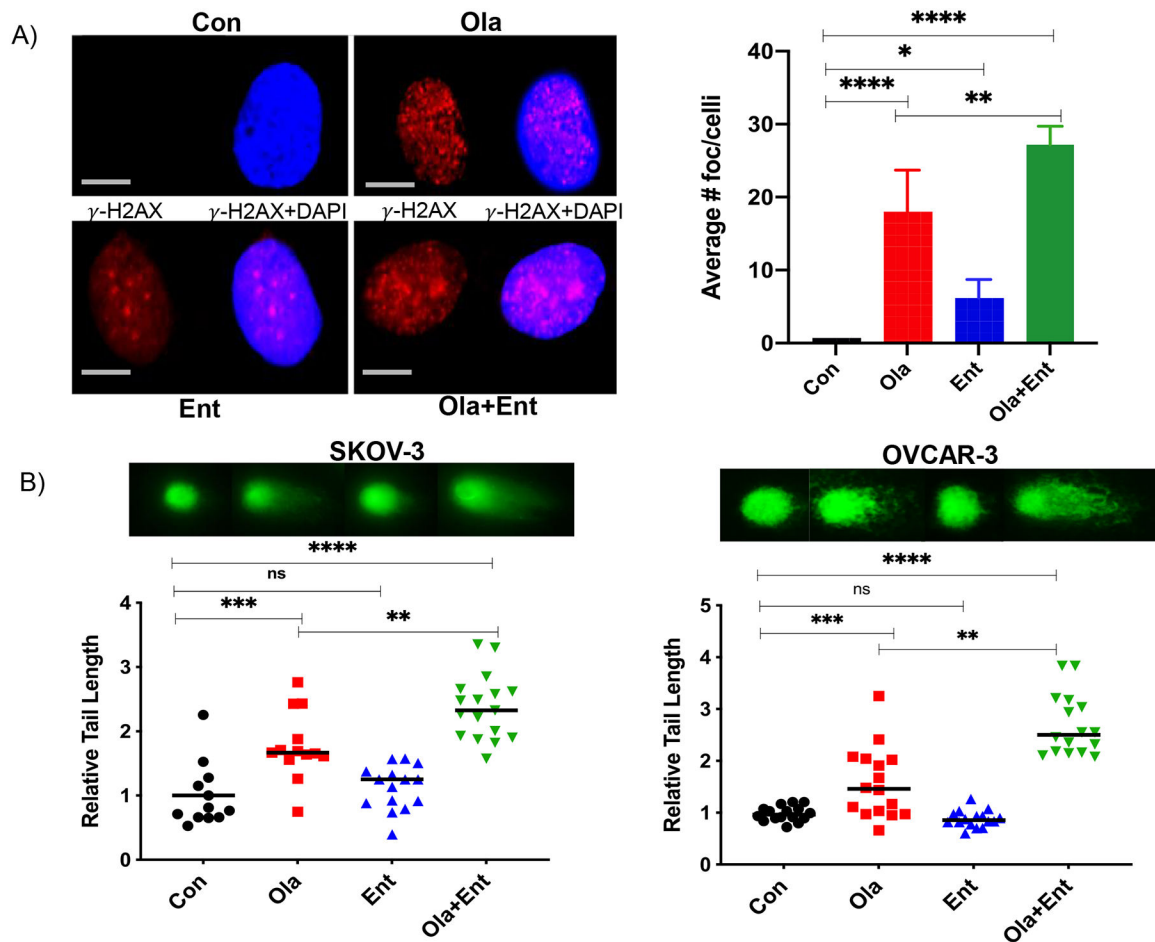 A)
Con
Ola
γ-H2AX
γ-H2AX+DAPI
γ-H2AX
γ-H2AX+DAPI
Ent
Ola+Ent
****
*
****
**
Average # foc/celli
40
30
20
10
0
Con
Ola
Ent
Ola+Ent
B)
SKOV-3
****
ns
***
**
Relative Tail Length
4
3
2
1
0
Con
Ola
Ent
Ola+Ent
OVCAR-3
****
ns
***
**
Relative Tail Length
5
4
3
2
1
0
Con
Ola
Ent
Ola+Ent